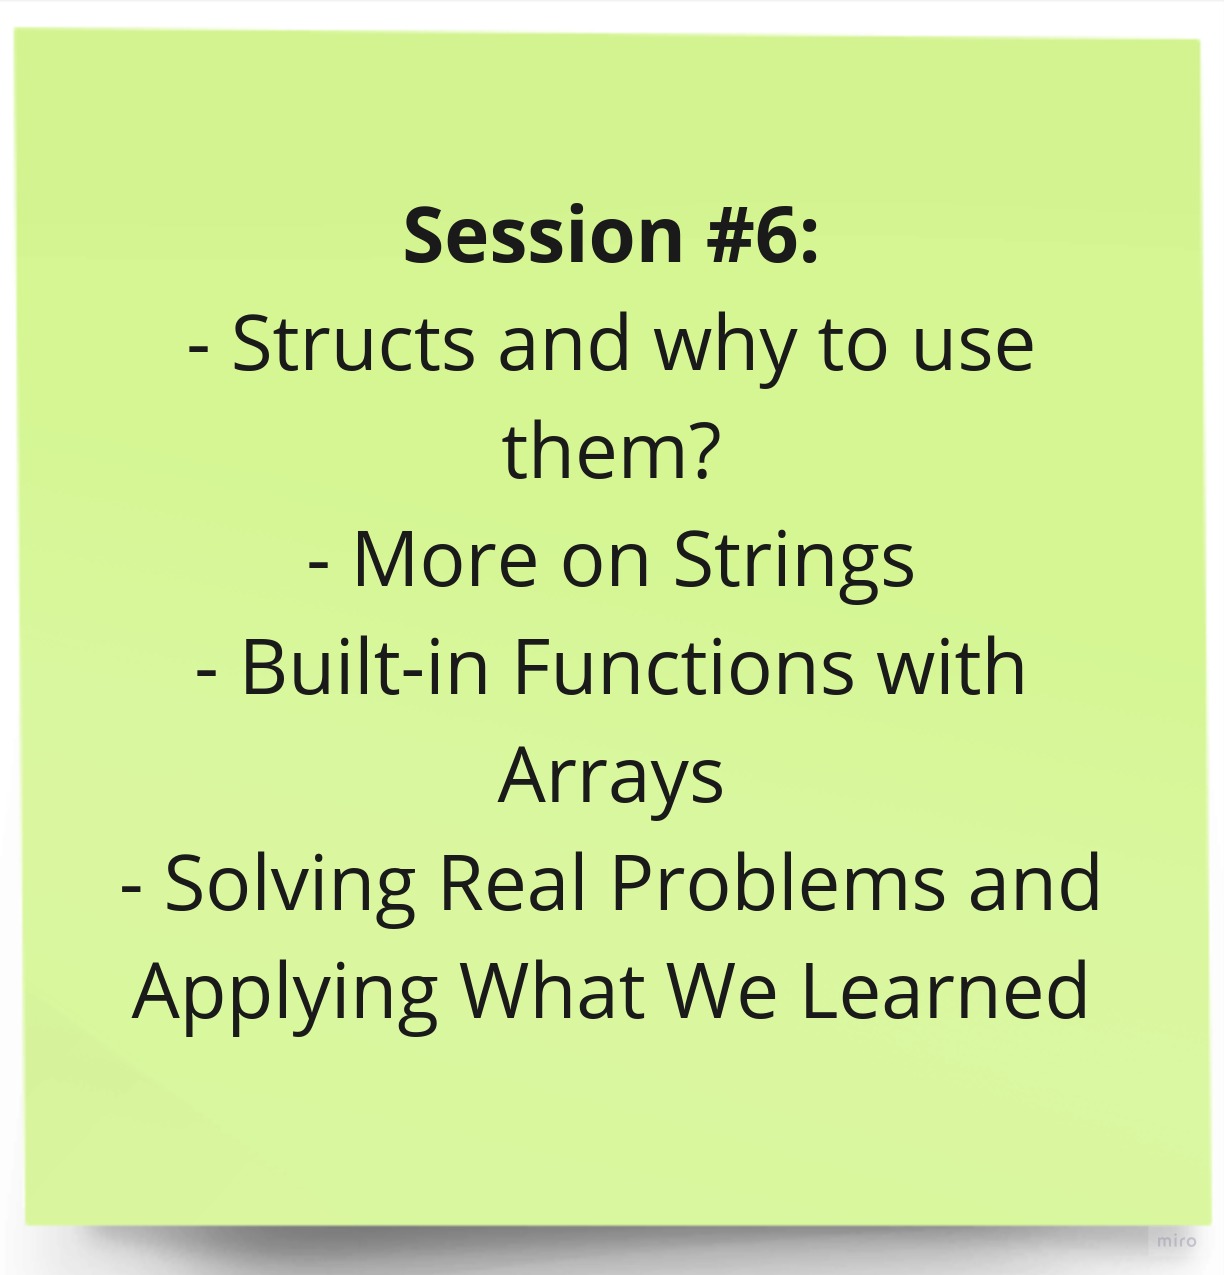 Session #6:
- Structs and why to use
them?
- More on Strings
- Built-in Functions with
Arrays
- Solving Real Problems and
Applying What We Learned
miro